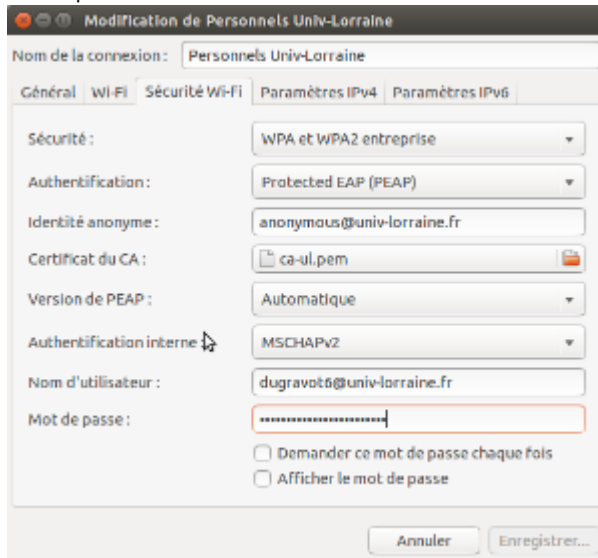 Modification de Personnels Univ-Lorraine
Nom de la connexion : Personnels Univ-Lorraine
Général Wi-Fi Sécurité Wi-Fi Paramètres IPv4 Paramètres IPv6
Sécurité : WPA et WPA2 entreprise
Authentification : Protected EAP (PEAP)
Identité anonyme : anonymous@univ-lorraine.fr
Certificat du CA : ca-ul.pem
Version de PEAP : Automatique
Authentification interne : MSCHAPv2
Nom d'utilisateur : dugravot6@univ-lorraine.fr
Mot de passe :
Demander ce mot de passe chaque fois
Afficher le mot de passe
Annuler Enregistrer...